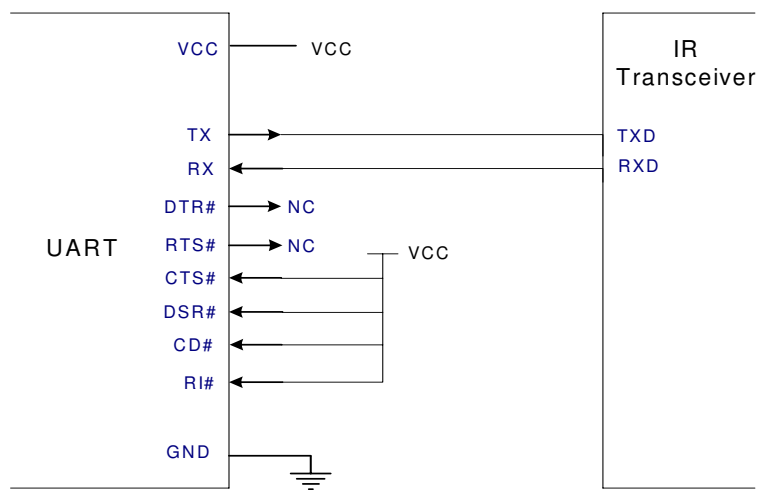 VCC
VCC
IR
Transceiver
TX
TXD
RX
RXD
DTR#
NC
UART
RTS#
NC
VCC
CTS#
DSR#
CD#
RI#
GND